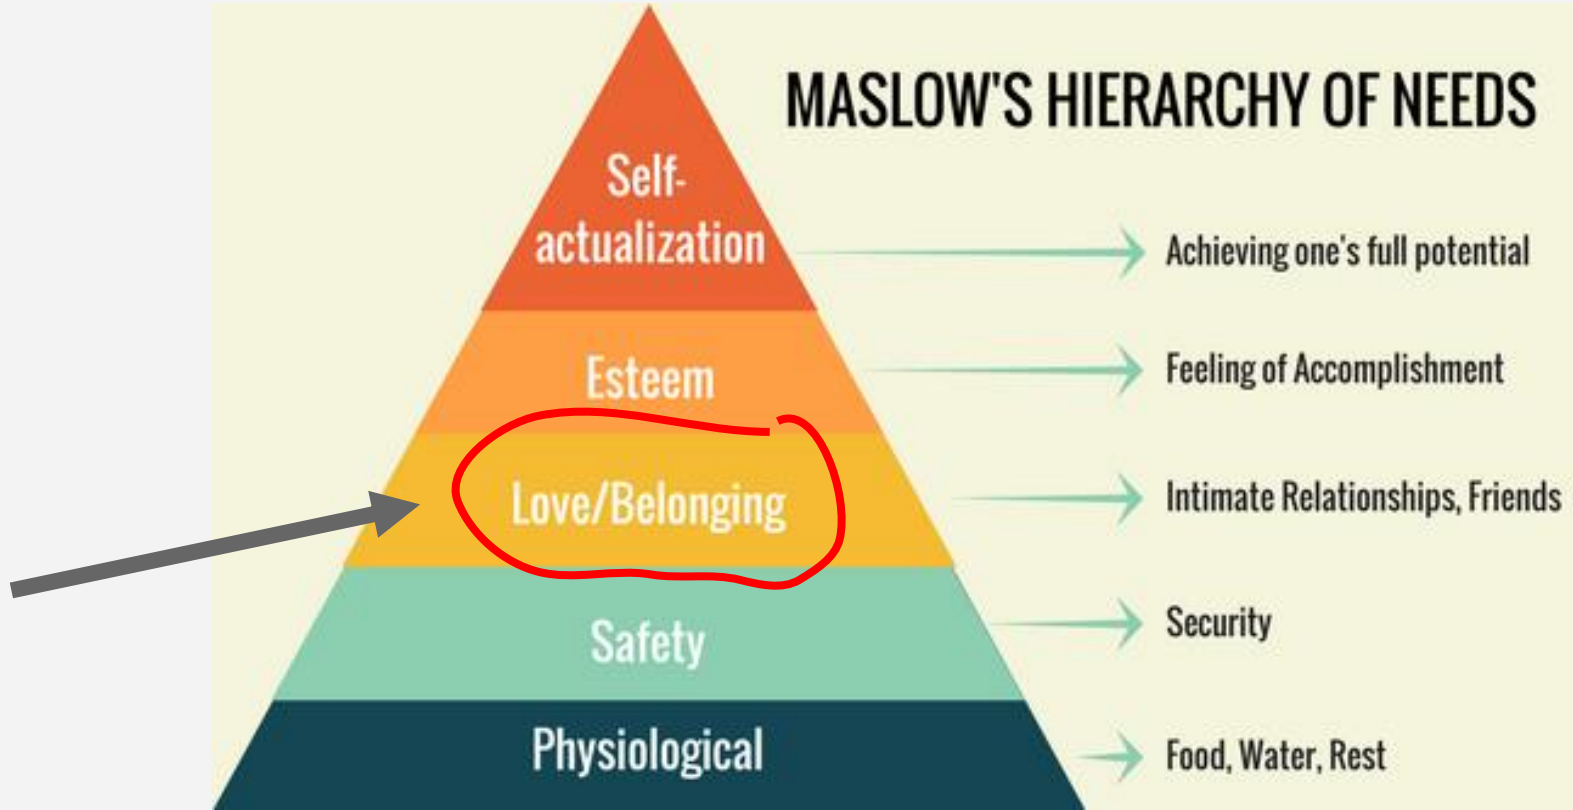 MASLOW'S HIERARCHY OF NEEDS
Self-
actualization
Achieving one's full potential
Esteem
Feeling of Accomplishment
Love/Belonging
Intimate Relationships, Friends
Safety
Security
Physiological
Food, Water, Rest